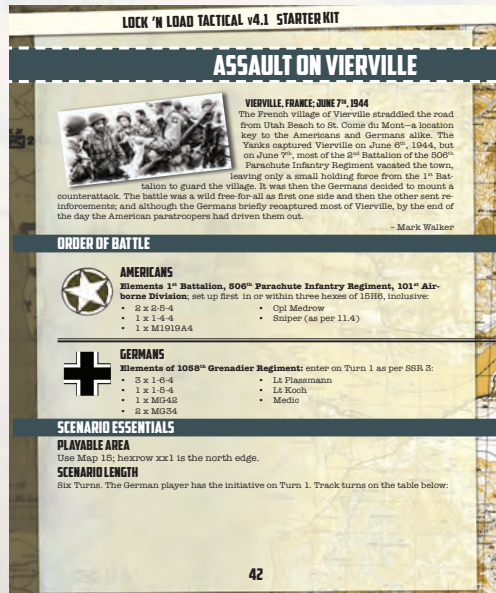 LOCK 'N LOAD TACTICAL v4.1 STARTER KIT
ASSAULT ON VIERVILLE
VIERVILLE, FRANCE; JUNE 7th, 1944
The French village of Vierville straddled the road
from Utah Beach to St. Come du Mont—a location
key to the Americans and Germans alike. The
Yanks captured Vierville on June 6th, 1944, but
on June 7th, most of the 2nd Battalion of the 506th
Parachute Infantry Regiment vacated the town,
leaving only a small holding force from the 1st Bat-
talion to guard the village. It was then the Germans decided to mount a
counterattack. The battle was a wild free-for-all as first one side and then the other sent re-
inforcements; and although the Germans briefly recaptured most of Vierville, by the end of
the day the American paratroopers had driven them out.
– Mark Walker
ORDER OF BATTLE
AMERICANS
Elements 1st Battalion, 506th Parachute Infantry Regiment, 101st Air-
borne Division; set up first in or within three hexes of 15H6, inclusive:
• 2 x 2-5-4
• 1 x 1-4-4
• 1 x M1919A4
• Cpl Medrow
• Sniper (as per 11.4)
GERMANS
Elements of 1058th Grenadier Regiment: enter on Turn 1 as per SSR 3:
• 3 x 1-6-4
• 1 x 1-5-4
• 1 x MG42
• 2 x MG34
• Lt Plassmann
• Lt Koch
• Medic
SCENARIO ESSENTIALS
PLAYABLE AREA
Use Map 15; hexrow xx1 is the north edge.
SCENARIO LENGTH
Six Turns. The German player has the initiative on Turn 1. Track turns on the table below:
42